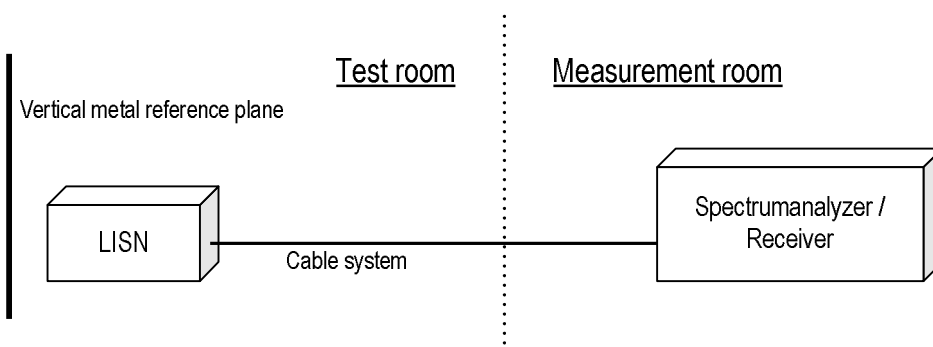 Test room
Measurement room
Vertical metal reference plane
LISN
Cable system
Spectrumanalyzer /
Receiver